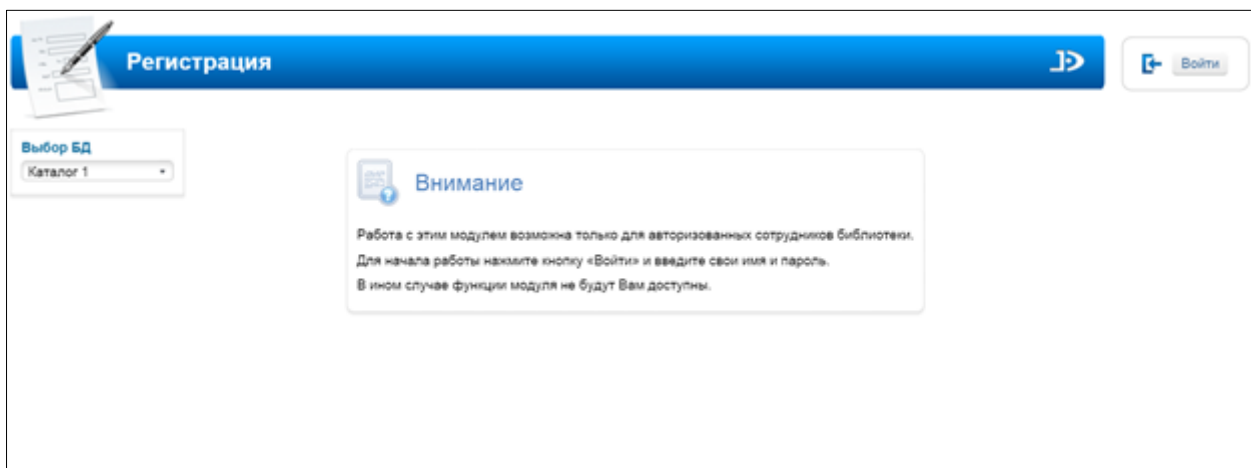 Регистрация
Войти
Выбор БД
Каталог 1
Внимание
Работа с этим модулем возможна только для авторизованных сотрудников библиотеки.
Для начала работы нажмите кнопку «Войти» и введите свои имя и пароль.
В ином случае функции модуля не будут Вам доступны.